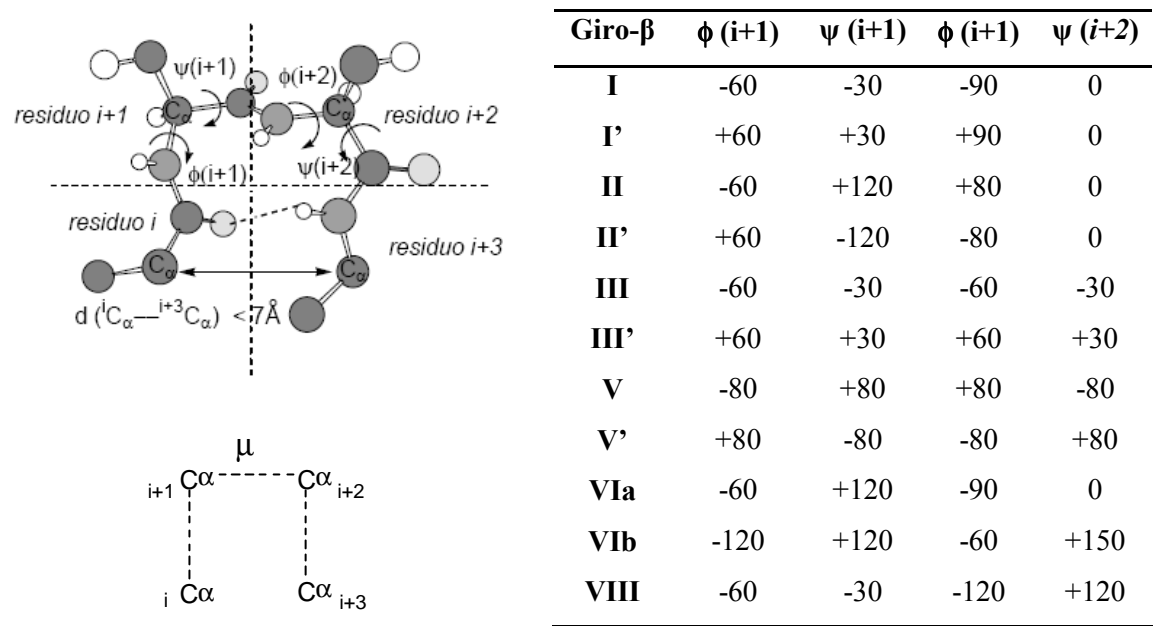 ψ(i+1)
ϕ(i+2)
residuo i+1
Cα
Cα
residuo i+2
ϕ(i+1)
ψ(i+2)
residuo i
residuo i+3
Cα
Cα
d (ⁱCα—ⁱ⁺³Cα) < 7Å
μ
i+1 Cα Cα i+2
i Cα Cα i+3
Giro-β ϕ (i+1) ψ (i+1) ϕ (i+1) ψ (i+2)
I -60 -30 -90 0
I’ +60 +30 +90 0
II -60 +120 +80 0
II’ +60 -120 -80 0
III -60 -30 -60 -30
III’ +60 +30 +60 +30
V -80 +80 +80 -80
V’ +80 -80 -80 +80
VIa -60 +120 -90 0
VIb -120 +120 -60 +150
VIII -60 -30 -120 +120